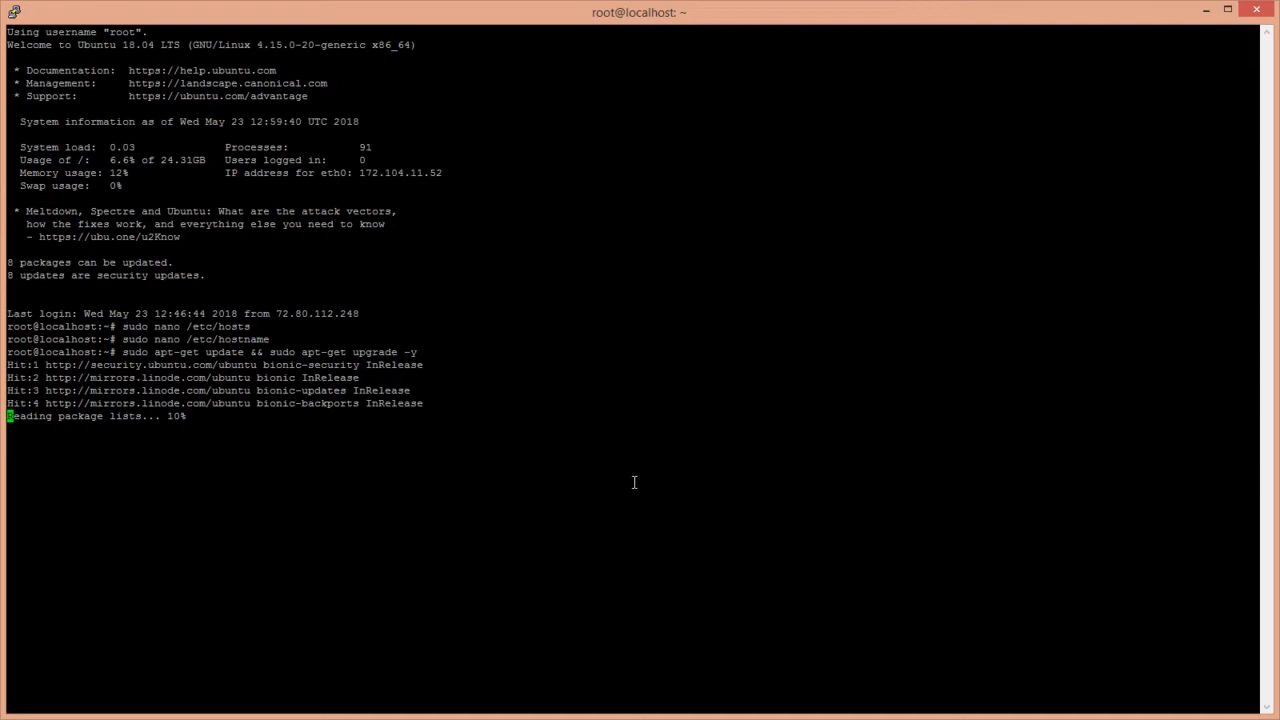 root@localhost: ~
Using username "root".
Welcome to Ubuntu 18.04 LTS (GNU/Linux 4.15.0-20-generic x86_64)
* Documentation:  https://help.ubuntu.com
* Management:     https://landscape.canonical.com
* Support:        https://ubuntu.com/advantage
System information as of Wed May 23 12:59:40 UTC 2018
System load:  0.03              Processes:           91
Usage of /:   6.6% of 24.31GB   Users logged in:     0
Memory usage: 12%               IP address for eth0: 172.104.11.52
Swap usage:   0%
* Meltdown, Spectre and Ubuntu: What are the attack vectors,
how the fixes work, and everything else you need to know
- https://ubu.one/u2Know
8 packages can be updated.
8 updates are security updates.
Last login: Wed May 23 12:46:44 2018 from 72.80.112.248
root@localhost:~# sudo nano /etc/hosts
root@localhost:~# sudo nano /etc/hostname
root@localhost:~# sudo apt-get update && sudo apt-get upgrade -y
Hit:1 http://security.ubuntu.com/ubuntu bionic-security InRelease
Hit:2 http://mirrors.linode.com/ubuntu bionic InRelease
Hit:3 http://mirrors.linode.com/ubuntu bionic-updates InRelease
Hit:4 http://mirrors.linode.com/ubuntu bionic-backports InRelease
Reading package lists... 10%